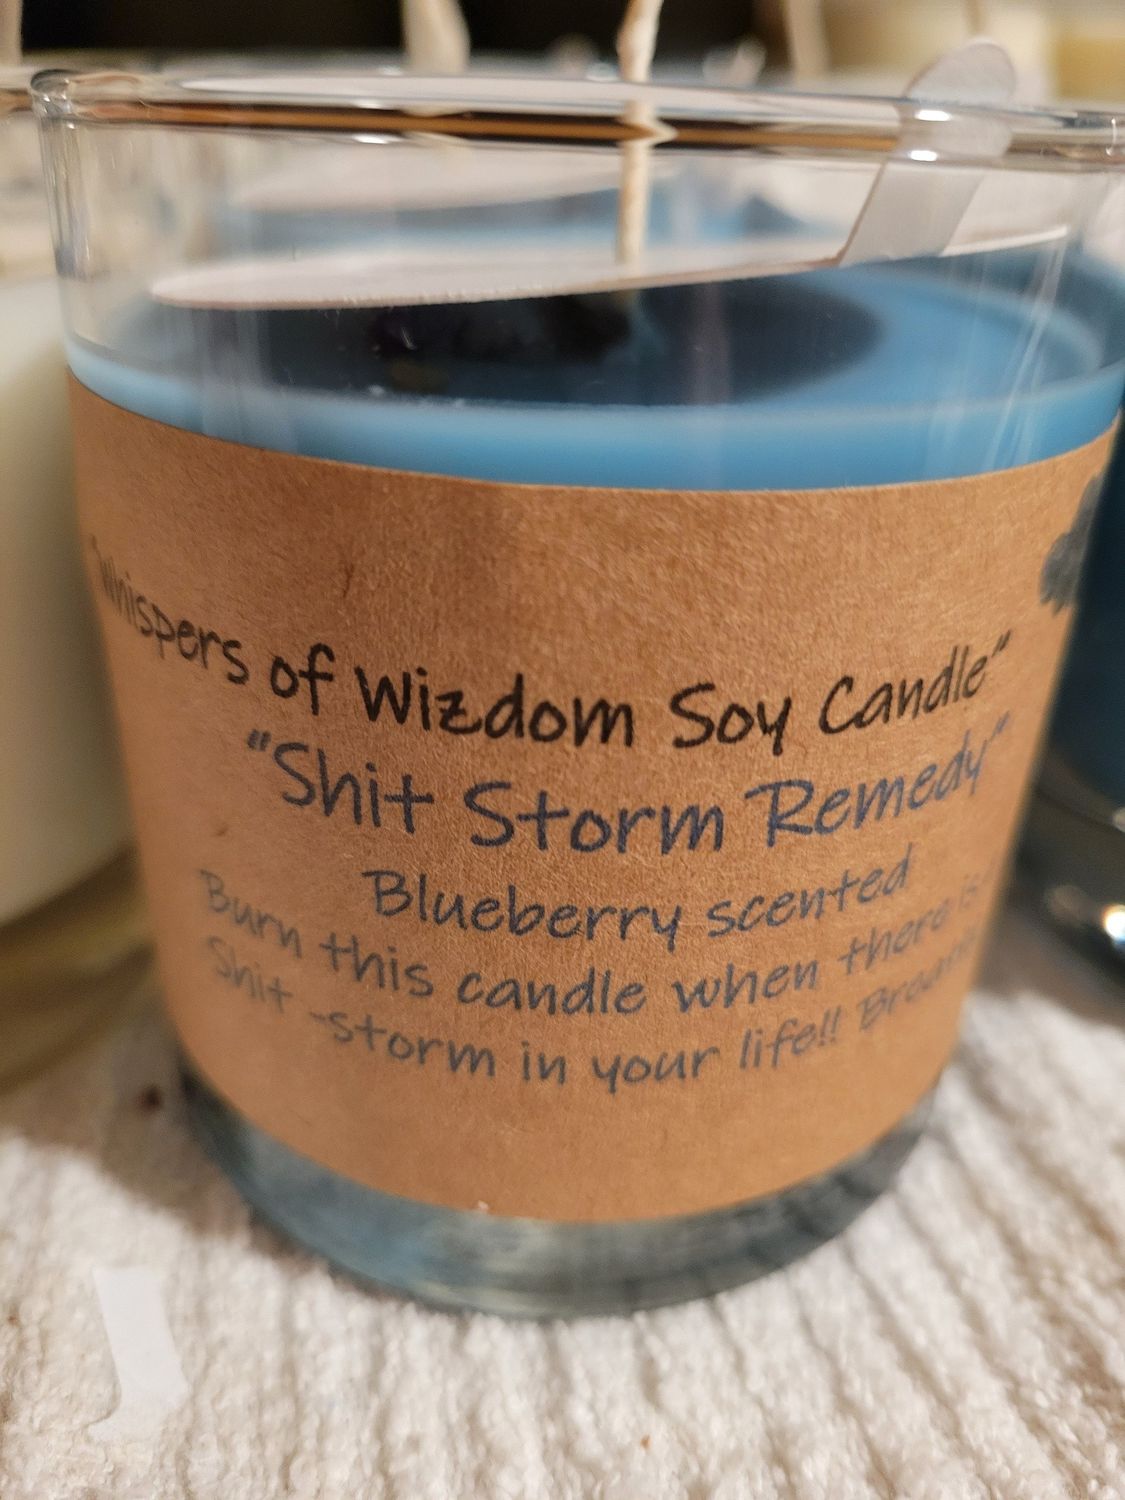 "Whispers of Wizdom Soy Candle"
"Shit Storm Remedy"
Blueberry scented
Burn this candle when there is
Shit -storm in your life!!